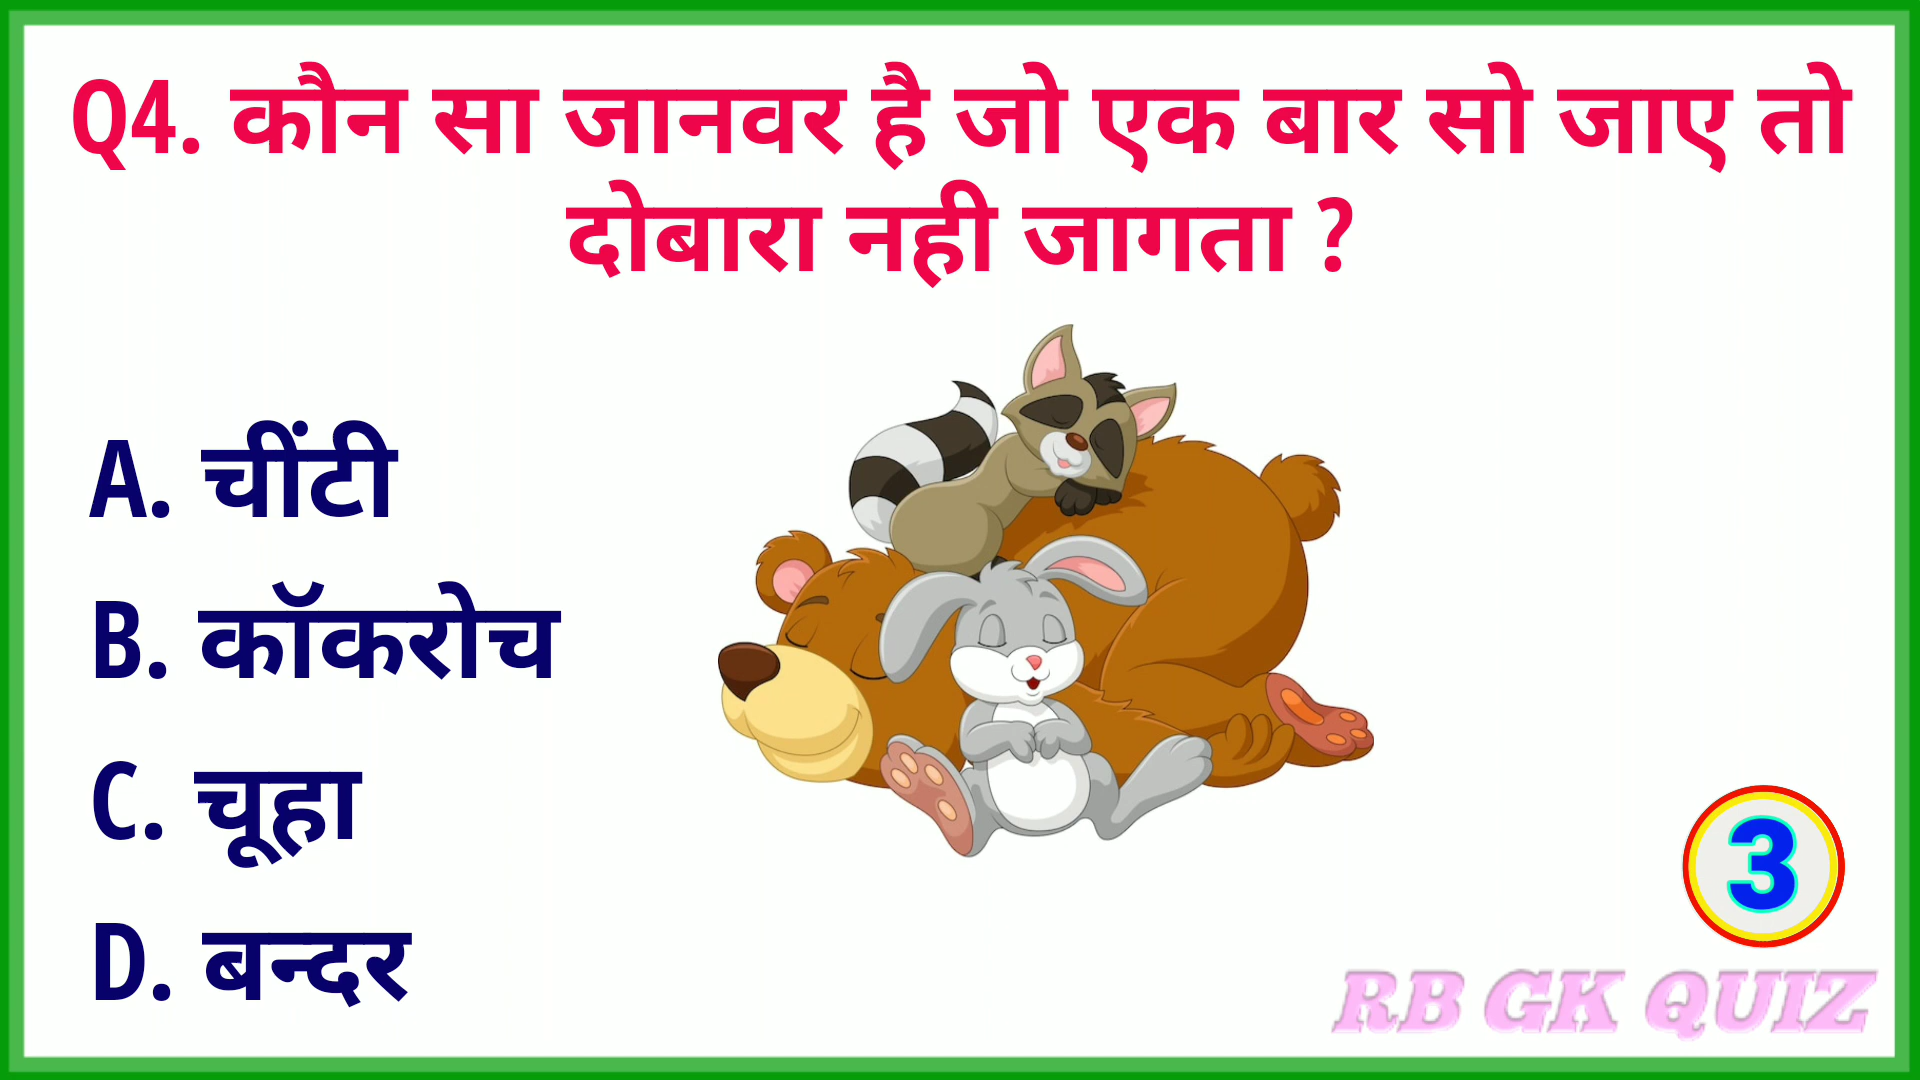 Q4. कौन सा जानवर है जो एक बार सो जाए तो
दोबारा नही जागता ?
A. चींटी
B. कॉकरोच
C. चूहा
D. बन्दर
3
RB GK QUIZ